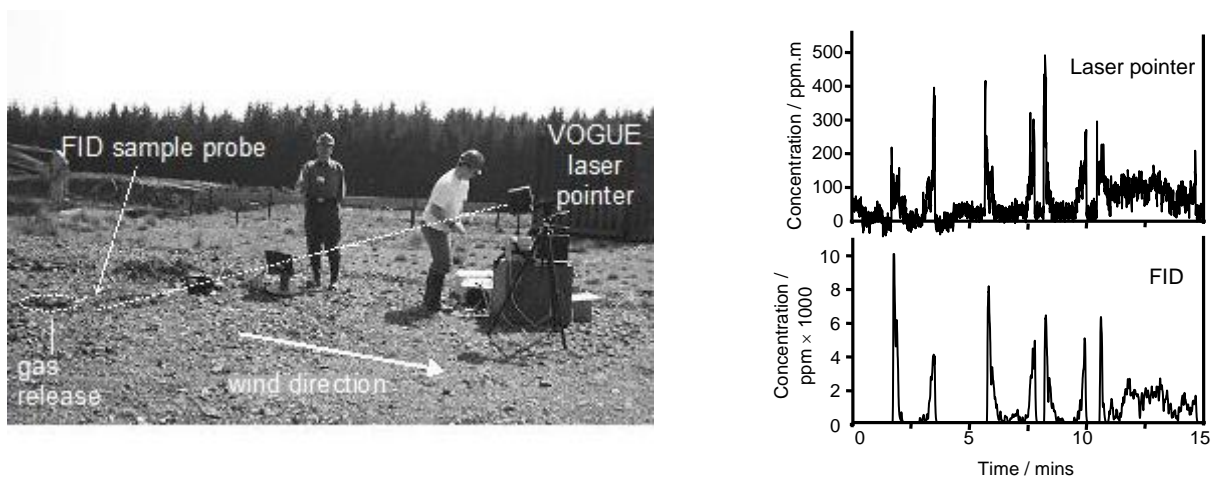 FID sample probe
VOGUE
laser
pointer
gas
release
wind direction
Laser pointer
Concentration / ppm.m
500
400
300
200
100
0
FID
Concentration /
ppm × 1000
10
8
6
4
2
0
0
5
10
15
Time / mins